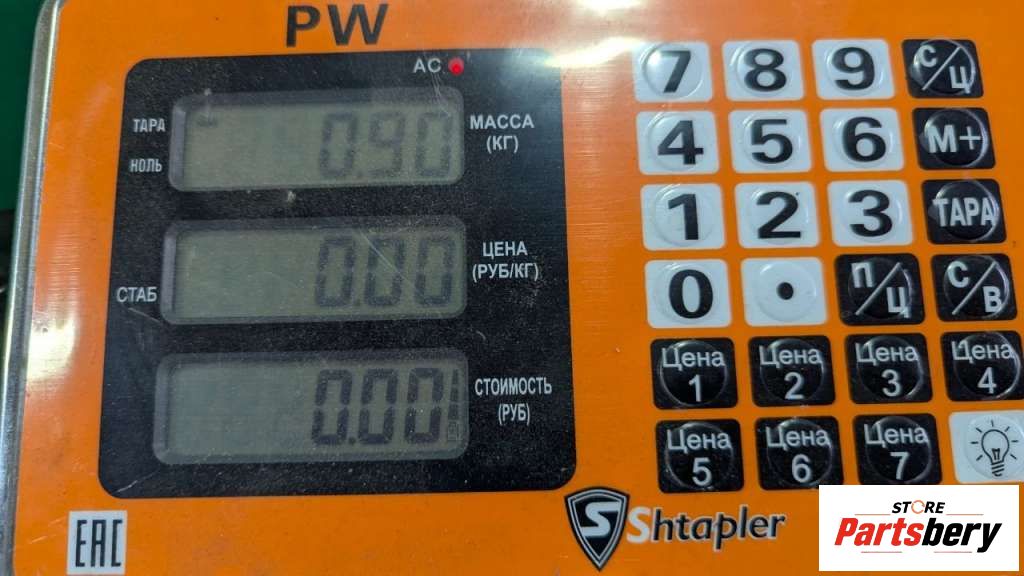 PW
AC
ТАРА
НОЛЬ
0.90
МАССА
(КГ)
СТАБ
0.00
ЦЕНА
(РУБ/КГ)
0.00
СТОИМОСТЬ
(РУБ)
7 8 9 С/Ц
4 5 6 М+
1 2 3 ТАРА
0 . П/Ц С/В
Цена 1
Цена 2
Цена 3
Цена 4
Цена 5
Цена 6
Цена 7
EAC
S Shtapler
STORE
Partsbery